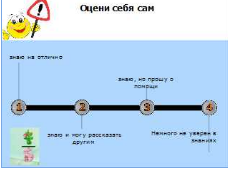 Оцени себя сам
знаю на отлично
знаю, но прошу о
помощи
1
2
3
4
знаю и могу рассказать
другим
Немного не уверен в
знаниях